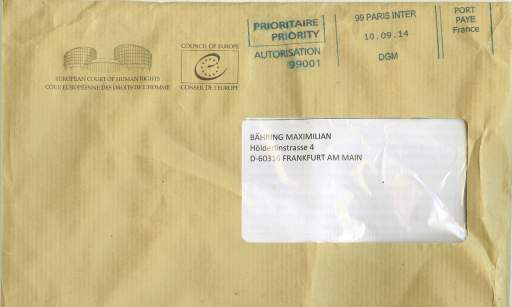 PRIORITAIRE
PRIORITY
AUTORISATION
99001
99 PARIS INTER
10.09.14
DGM
PORT
PAYE
France
COUNCIL OF EUROPE
CONSEIL DE L'EUROPE
EUROPEAN COURT OF HUMAN RIGHTS
COUR EUROPÉENNE DES DROITS DE L'HOMME
BÄHRING MAXIMILIAN
Hölderlinstrasse 4
D-60316 FRANKFURT AM MAIN